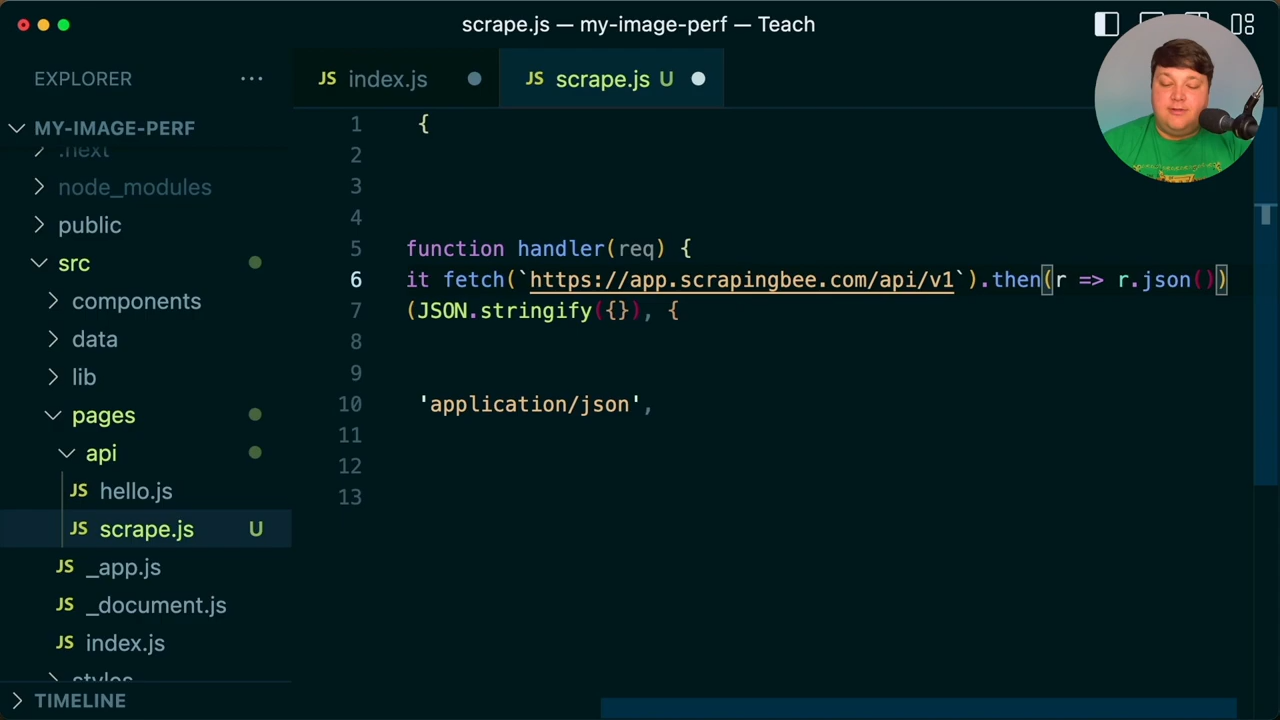 scrape.js — my-image-perf — Teach
EXPLORER ...
JS index.js
JS scrape.js U
MY-IMAGE-PERF
.next
node_modules
public
src
components
data
lib
pages
api
JS hello.js
JS scrape.js U
JS _app.js
JS _document.js
JS index.js
styles
TIMELINE
1 {
2
3
4
5 function handler(req) {
6 it fetch(`https://app.scrapingbee.com/api/v1`).then(r => r.json())
7 (JSON.stringify({}), {
8
9
10 'application/json',
11
12
13